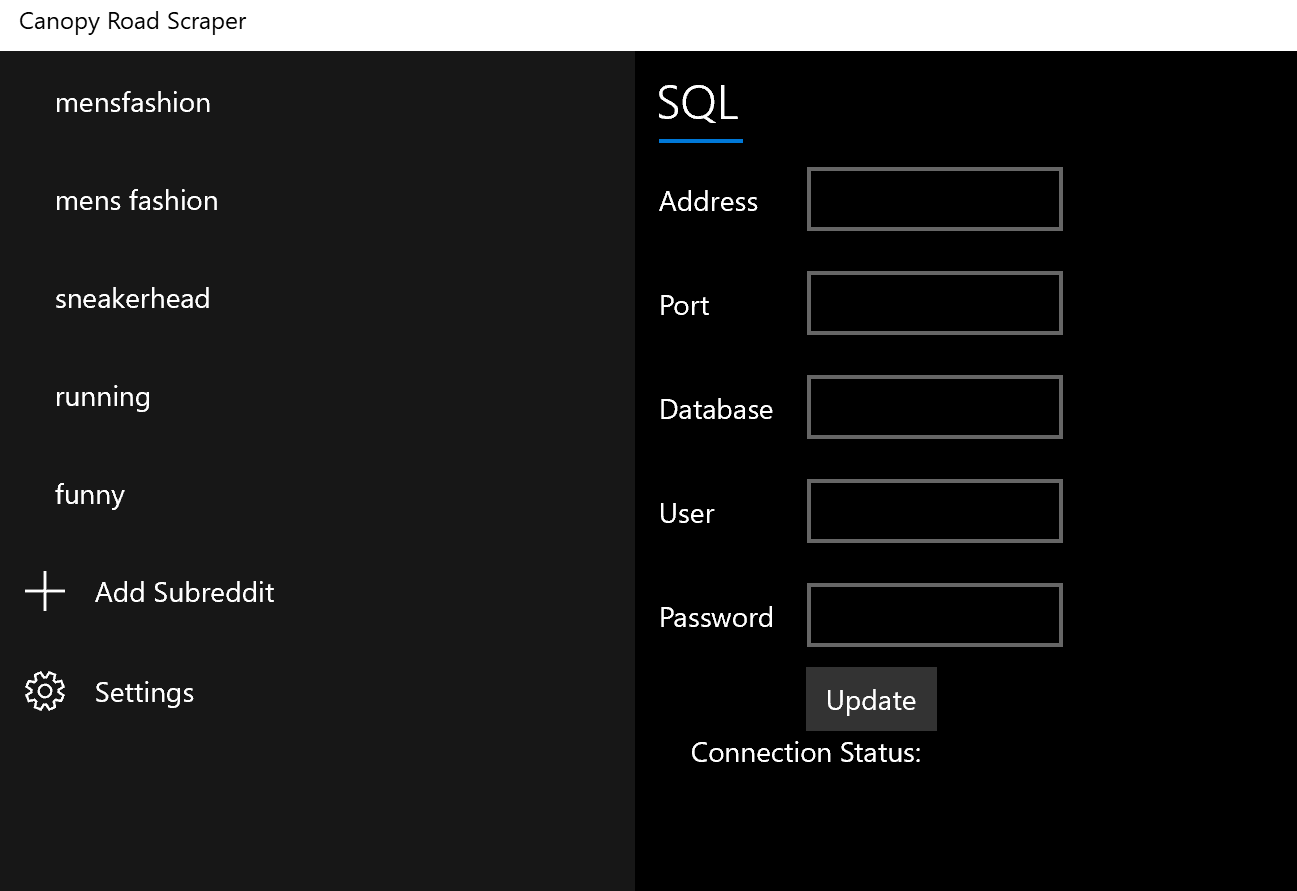 Canopy Road Scraper
mensfashion
mens fashion
sneakerhead
running
funny
Add Subreddit
Settings
SQL
Address
Port
Database
User
Password
Update
Connection Status: